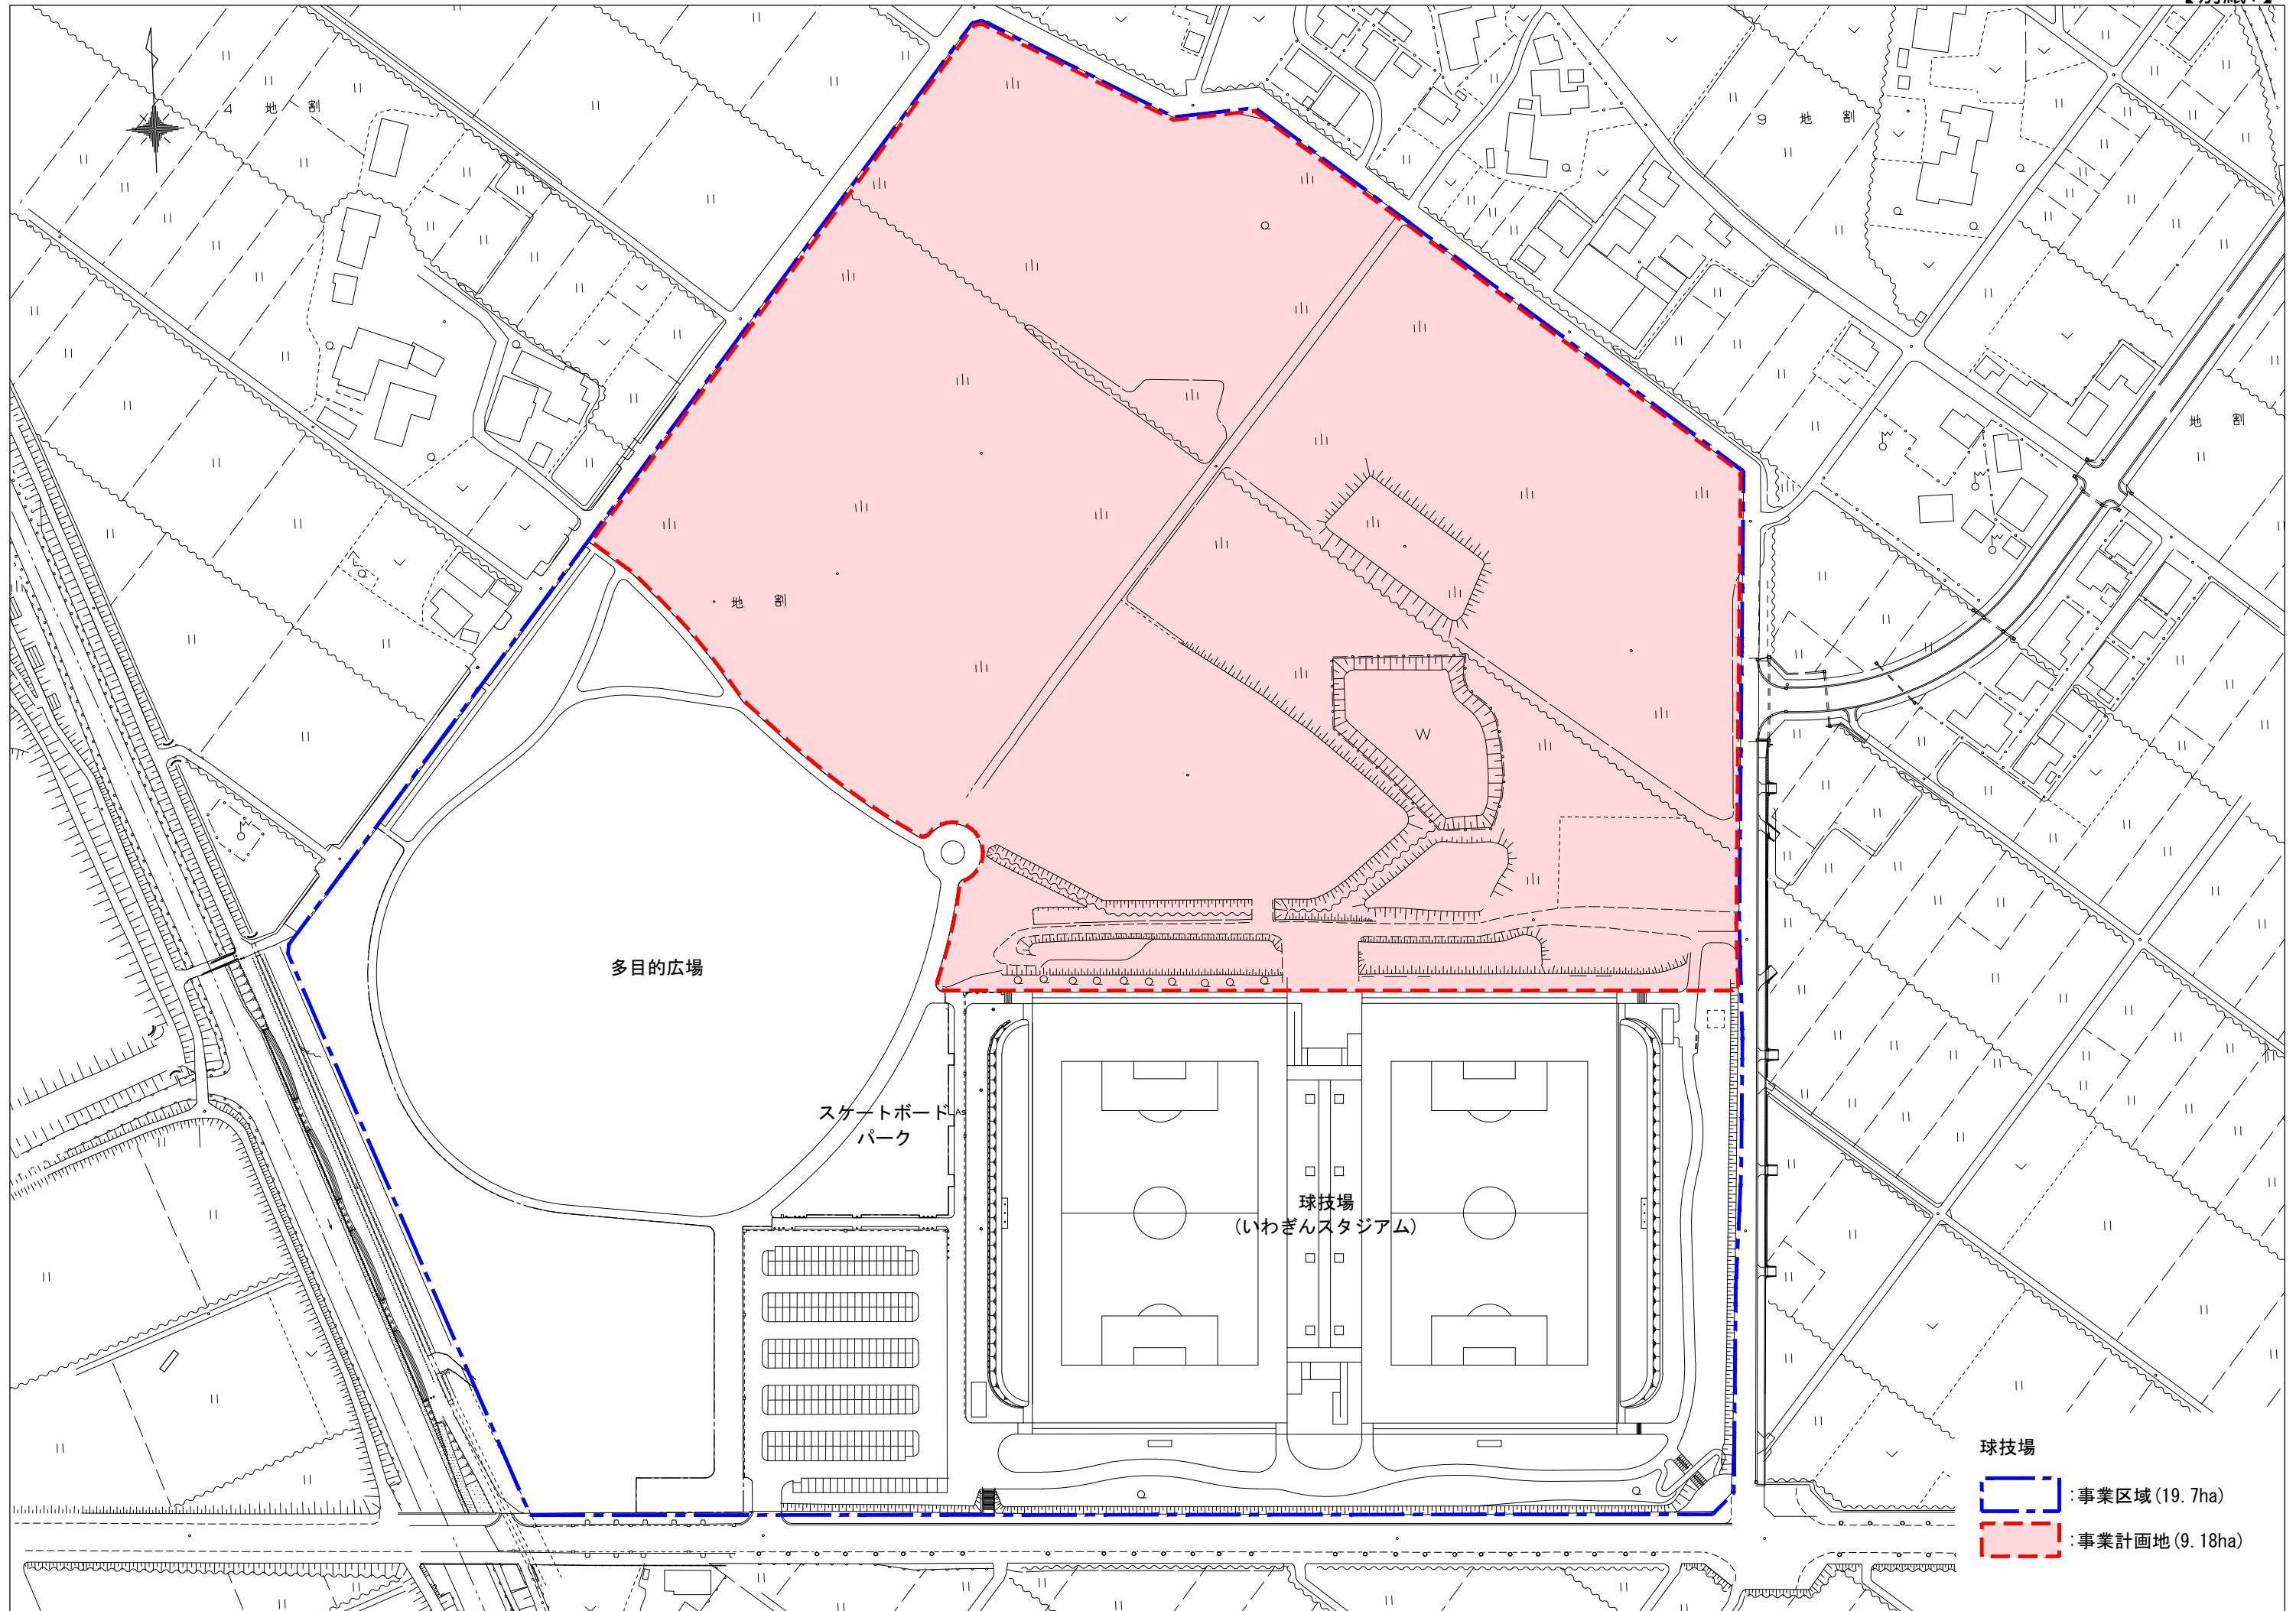 4 地 割
9 地 割
地 割
地 割
多目的広場
スケートボード
パーク
As
球技場
(いわぎんスタジアム)
W
球技場
:事業区域(19.7ha)
:事業計画地(9.18ha)